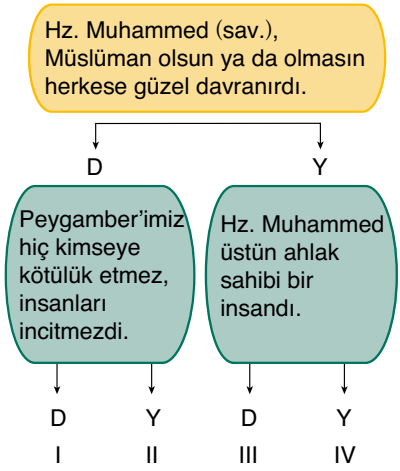 Hz. Muhammed (sav.),
Müslüman olsun ya da olmasın
herkese güzel davranırdı.
D Y
Peygamber'imiz
hiç kimseye
kötülük etmez,
insanları
incitmezdi.
Hz. Muhammed
üstün ahlak
sahibi bir
insandı.
D Y D Y
I II III IV